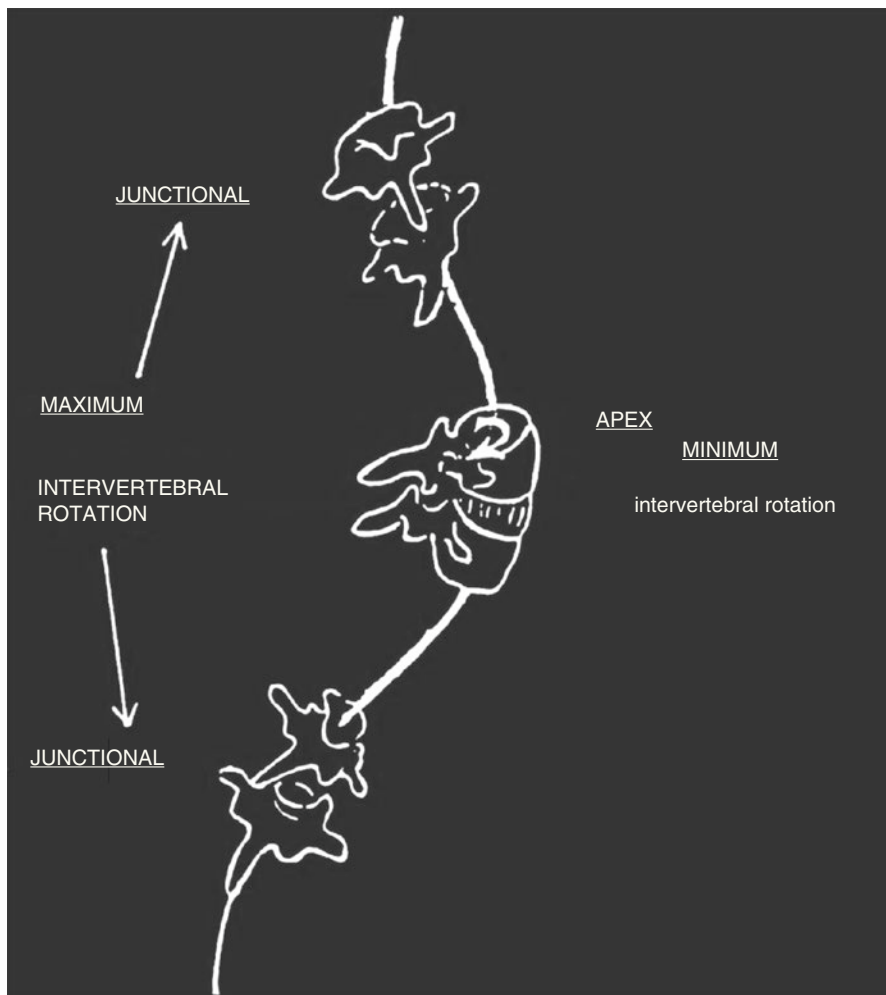 JUNCTIONAL
MAXIMUM
INTERVERTEBRAL
ROTATION
JUNCTIONAL
APEX
MINIMUM
intervertebral rotation